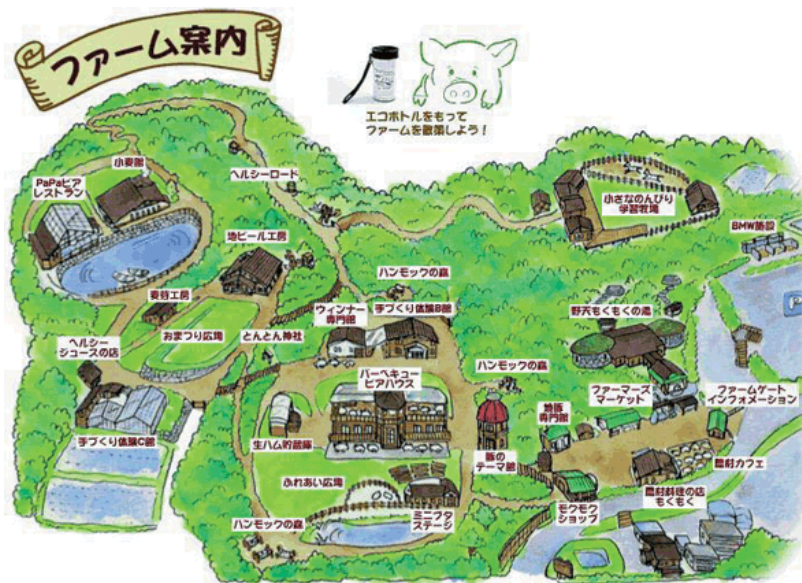 ファーム案内
エコボトルをもって
ファームを散策しよう！
小麦館
PaPaビア
レストラン
ヘルシーロード
小さなのんびり
学習牧場
BMW施設
地ビール工房
ハンモックの森
麦芽工房
ウィンナー
専門館
手づくり体験B館
野天もくもくの湯
おまつり広場
とんとん神社
ヘルシー
ジュースの店
バーベキュー
ビアハウス
ハンモックの森
ファーマーズ
マーケット
ファームゲート
インフォメーション
手づくり体験C館
生ハム貯蔵庫
豚の
テーマ館
専門館
農村カフェ
ふれあい広場
ミニブタ
ステージ
モクモク
ショップ
農村料理の店
もくもく
ハンモックの森
P